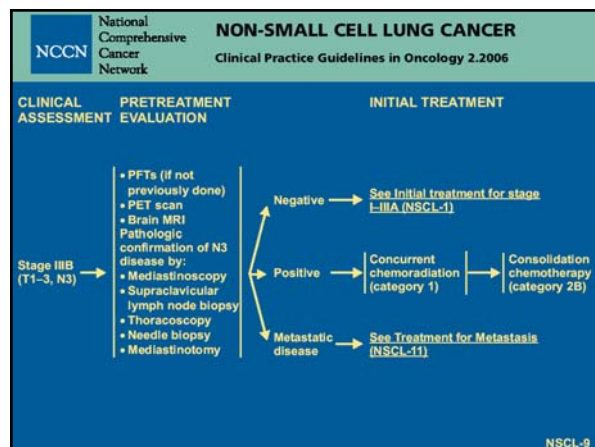 NCCN
National
Comprehensive
Cancer
Network
NON-SMALL CELL LUNG CANCER
Clinical Practice Guidelines in Oncology 2.2006
CLINICAL
ASSESSMENT
PRETREATMENT
EVALUATION
INITIAL TREATMENT
Stage IIIB
(T1–3, N3)
• PFTs (if not
previously done)
• PET scan
• Brain MRI
Pathologic
confirmation of N3
disease by:
• Mediastinoscopy
• Supraclavicular
lymph node biopsy
• Thoracoscopy
• Needle biopsy
• Mediastinotomy
Negative
See Initial treatment for stage
I–IIIA (NSCL-1)
Positive
Concurrent
chemoradiation
(category 1)
Consolidation
chemotherapy
(category 2B)
Metastatic
disease
See Treatment for Metastasis
(NSCL-11)
NSCL-9